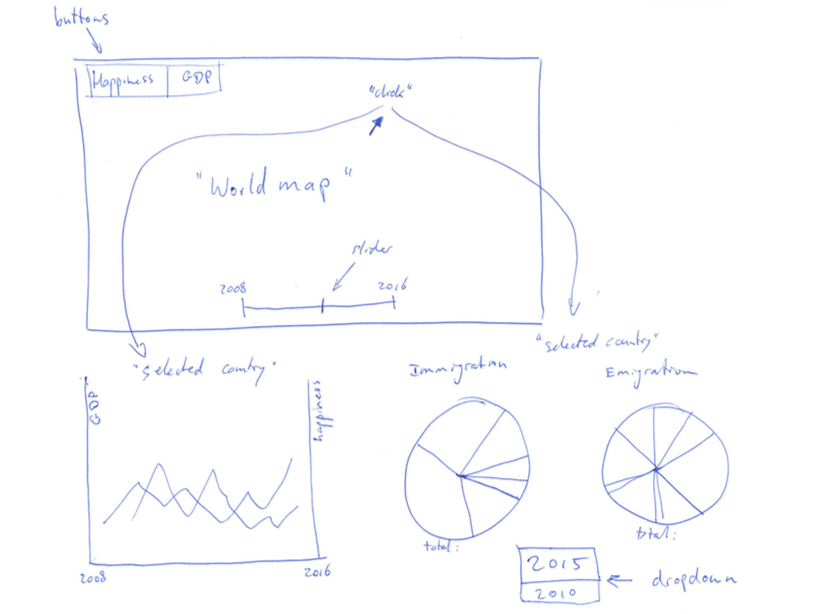 buttons
Happiness GDP
"click"
"World map"
slider
2008 2016
"selected country"
"selected country"
Immigration Emigration
GDP
happiness
total: total:
2008 2016
2015
2010
dropdown